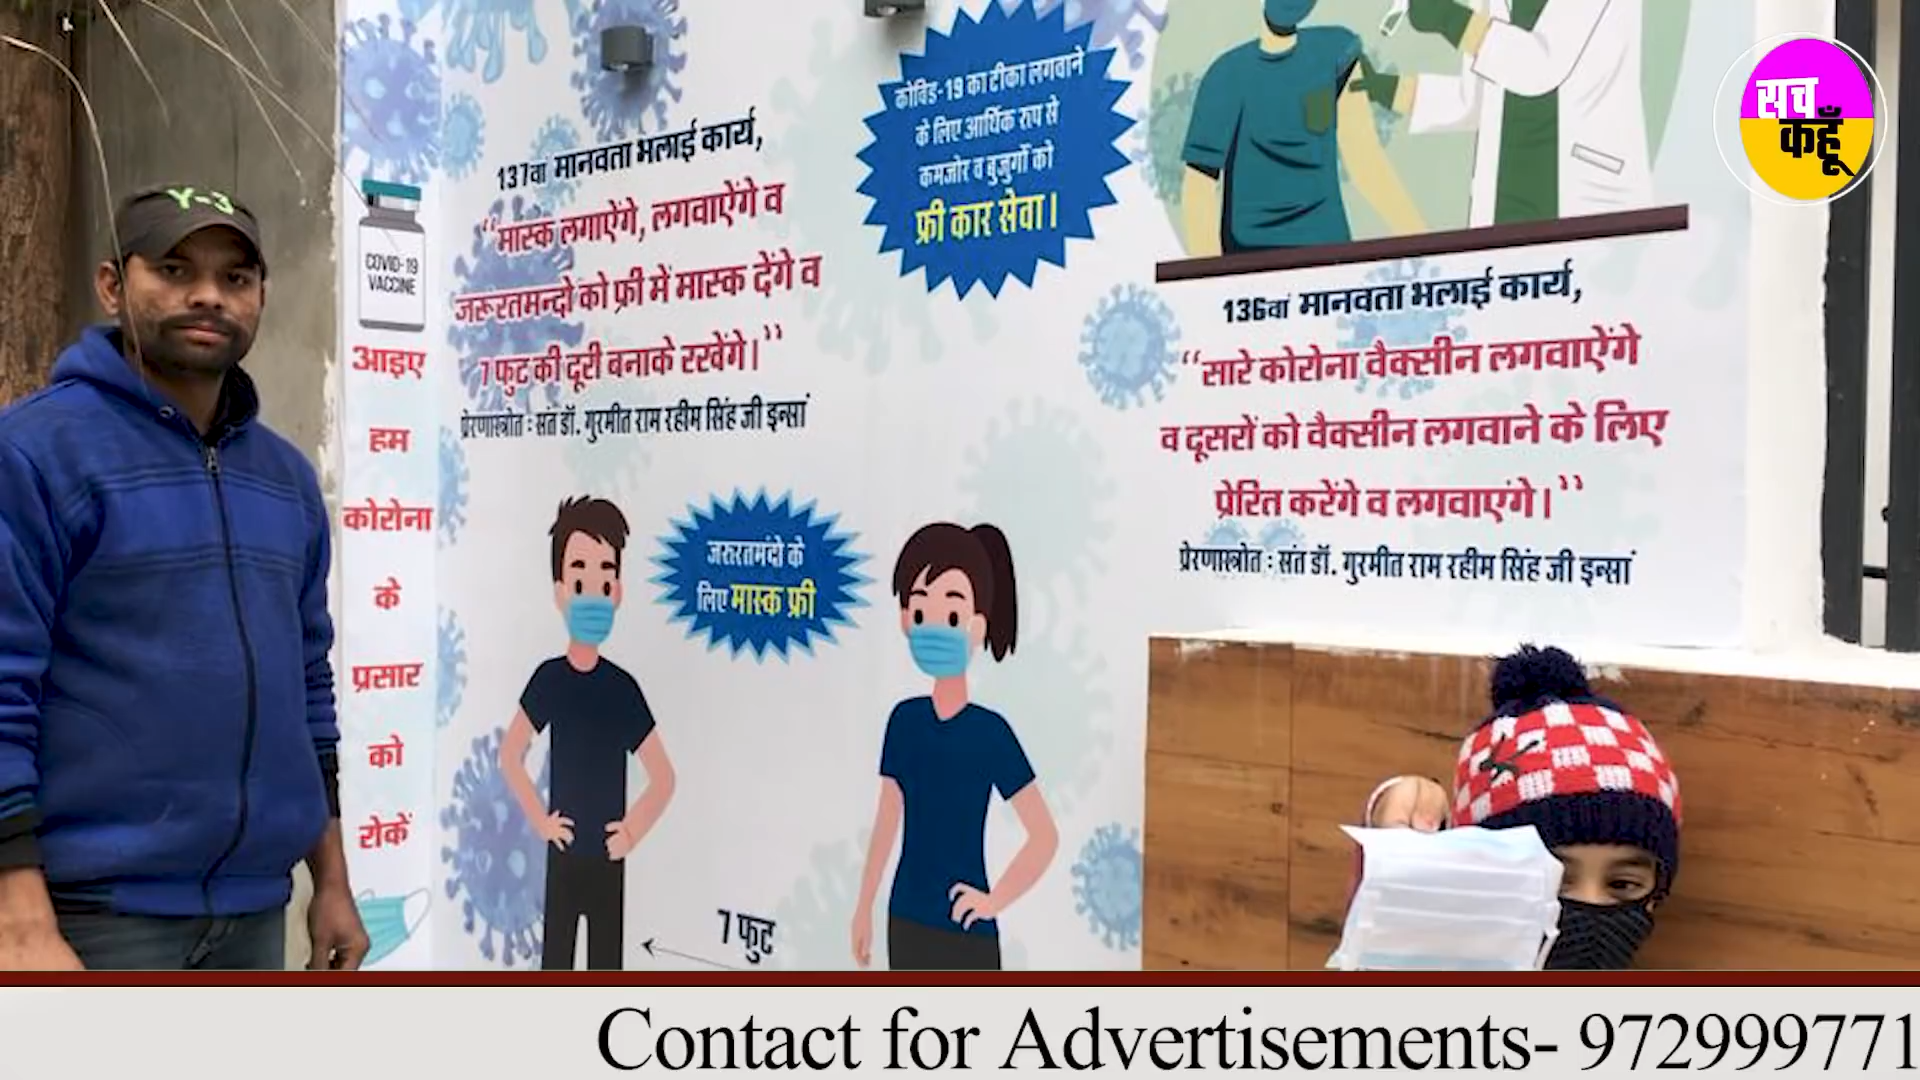 Y-3
COVID-19
VACCINE
आइए
हम
कोरोना
के
प्रसार
को
रोकें
137वां मानवता भलाई कार्य,
“मास्क लगाऐंगे, लगवाऐंगे व
जरूरतमन्दों को फ्री में मास्क देंगे व
7 फुट की दूरी बनाके रखेंगे।”
प्रेरणास्त्रोत : संत डॉ. गुरमीत राम रहीम सिंह जी इन्सां
कोविड-19 का टीका लगवाने
के लिए आर्थिक रूप से
कमजोर व बुजुर्गों को
फ्री कार सेवा।
जरूरतमंदो के
लिए मास्क फ्री
7 फुट
136वां मानवता भलाई कार्य,
“सारे कोरोना वैक्सीन लगवाऐंगे
व दूसरों को वैक्सीन लगवाने के लिए
प्रेरित करेंगे व लगवाएंगे।”
प्रेरणास्त्रोत : संत डॉ. गुरमीत राम रहीम सिंह जी इन्सां
सच
कहूँ
Contact for Advertisements- 972999771